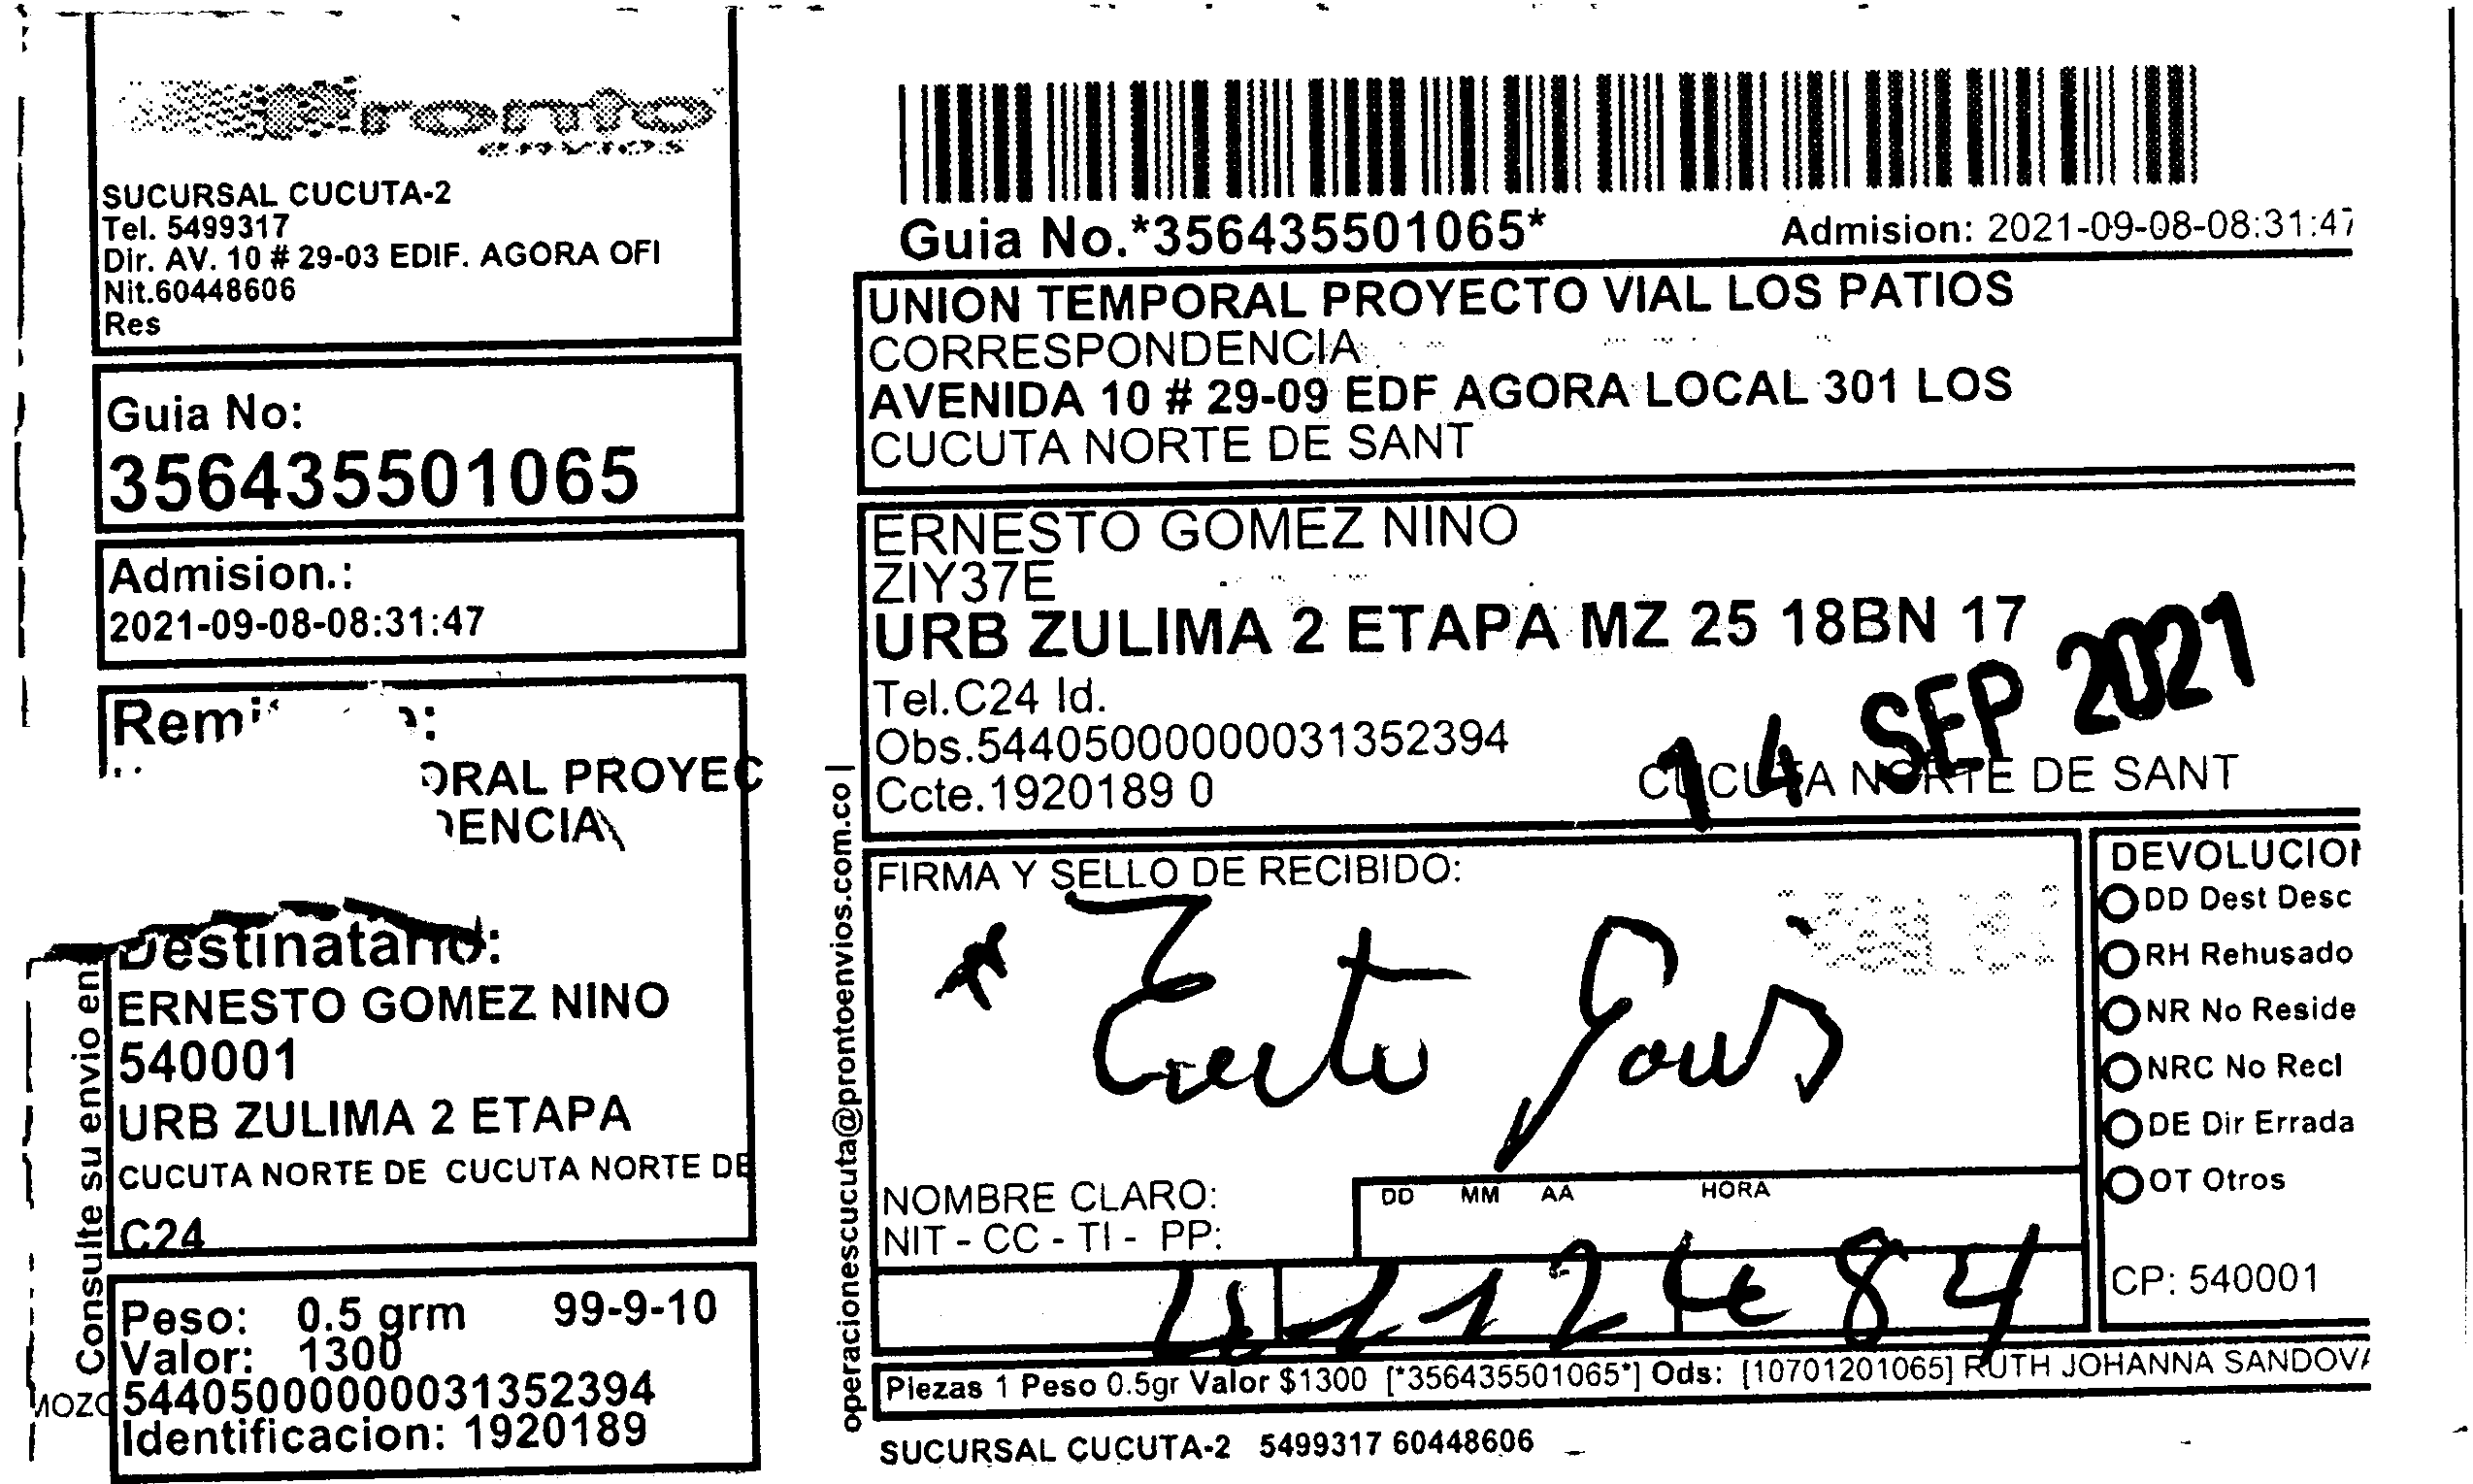 pronto
envios
SUCURSAL CUCUTA-2
Tel. 5499317
Dir. AV. 10 # 29-03 EDIF. AGORA OFI
Nit.60448606
Res
Guia No:
356435501065
Admision.:
2021-09-08-08:31:47
ORAL PROYEC
DENCIA
Destinatario:
ERNESTO GOMEZ NINO
540001
URB ZULIMA 2 ETAPA
CUCUTA NORTE DE CUCUTA NORTE DE
C24
Consulte su envio en
Peso: 0.5 grm 99-9-10
Valor: 1300
544050000000031352394
Identificacion: 1920189
Guia No.*356435501065*
Admision: 2021-09-08-08:31:47
UNION TEMPORAL PROYECTO VIAL LOS PATIOS
CORRESPONDENCIA
AVENIDA 10 # 29-09 EDF AGORA LOCAL 301 LOS
CUCUTA NORTE DE SANT
ERNESTO GOMEZ NINO
ZIY37E
URB ZULIMA 2 ETAPA MZ 25 18BN 17
Tel.C24 Id.
Obs.544050000000031352394
Ccte.1920189 0
CUCUTA NORTE DE SANT
14 SEP 2021
operacionescucuta@prontoenvios.com.co |
FIRMA Y SELLO DE RECIBIDO:
NOMBRE CLARO:
NIT - CC - TI - PP:
DD MM AA HORA
DEVOLUCION
DD Dest Desc
RH Rehusado
NR No Reside
NRC No Recl
DE Dir Errada
OT Otros
CP: 540001
Piezas 1 Peso 0.5gr Valor $1300 [*356435501065*] Ods: [10701201065] RUTH JOHANNA SANDOVA
SUCURSAL CUCUTA-2 5499317 60448606